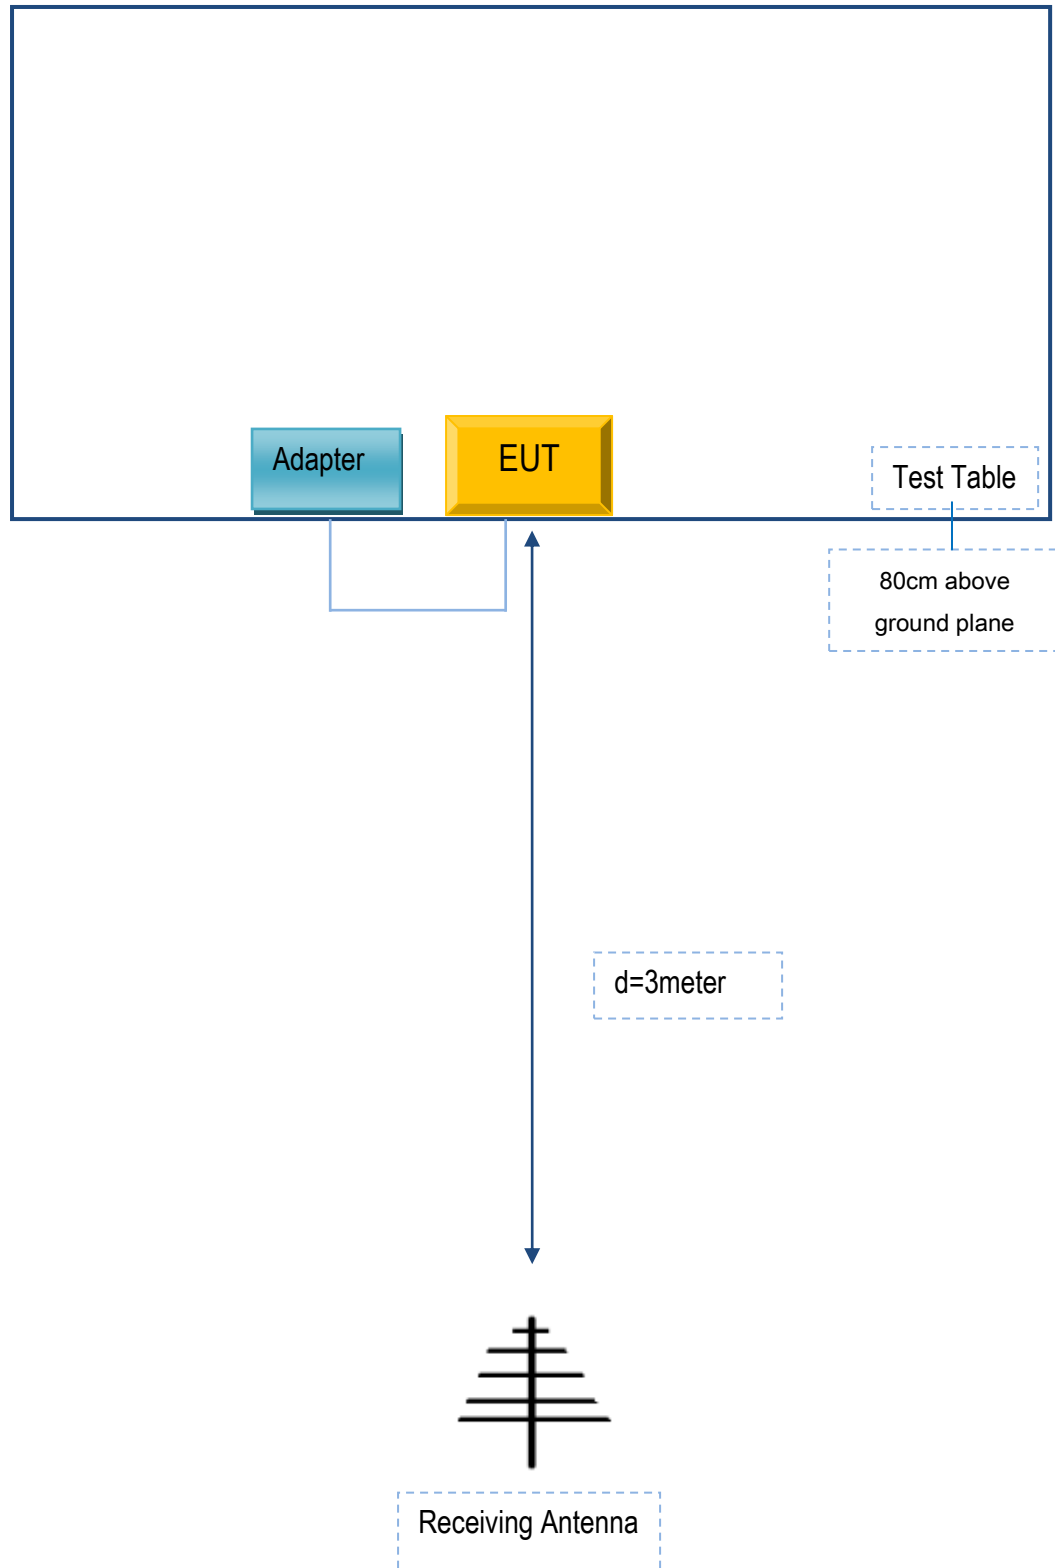 Adapter
EUT
Test Table
80cm above
ground plane
d=3meter
Receiving Antenna